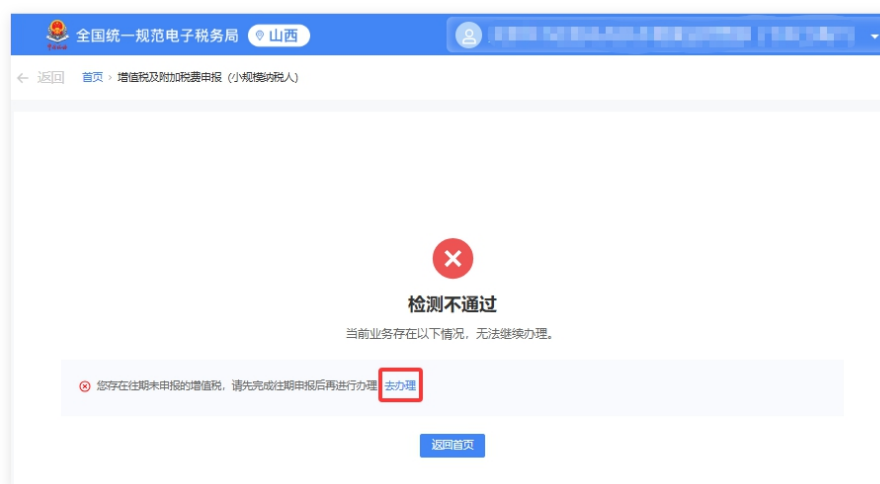 全国统一规范电子税务局 山西
返回 首页 › 增值税及附加税费申报（小规模纳税人）
检测不通过
当前业务存在以下情况，无法继续办理。
您存在往期未申报的增值税，请先完成往期申报后再进行办理 去办理
返回首页